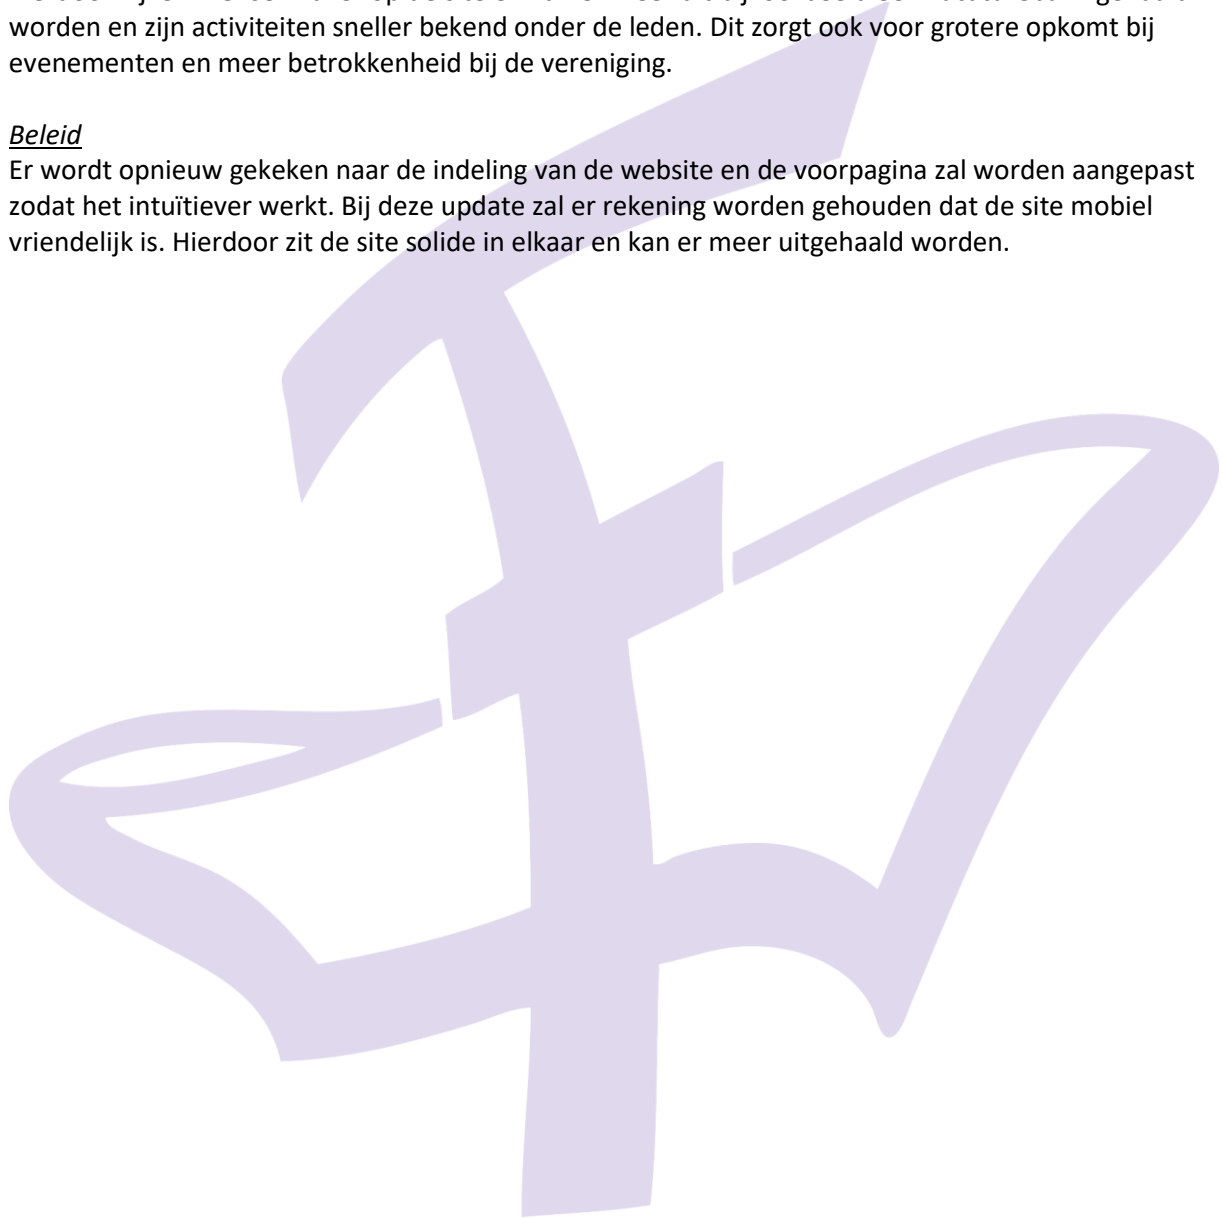 worden en zijn activiteiten sneller bekend onder de leden. Dit zorgt ook voor grotere opkomt bij
evenementen en meer betrokkenheid bij de vereniging.
Beleid
Er wordt opnieuw gekeken naar de indeling van de website en de voorpagina zal worden aangepast
zodat het intuïtiever werkt. Bij deze update zal er rekening worden gehouden dat de site mobiel
vriendelijk is. Hierdoor zit de site solide in elkaar en kan er meer uitgehaald worden.